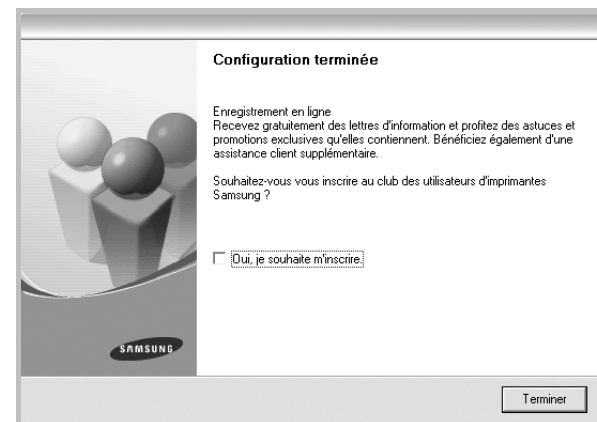 Configuration terminée
Enregistrement en ligne
Recevez gratuitement des lettres d'information et profitez des astuces et
promotions exclusives qu'elles contiennent. Bénéficiez également d'une
assistance client supplémentaire.
Souhaitez-vous vous inscrire au club des utilisateurs d'imprimantes
Samsung ?
Oui, je souhaite m'inscrire.
SAMSUNG
Terminer